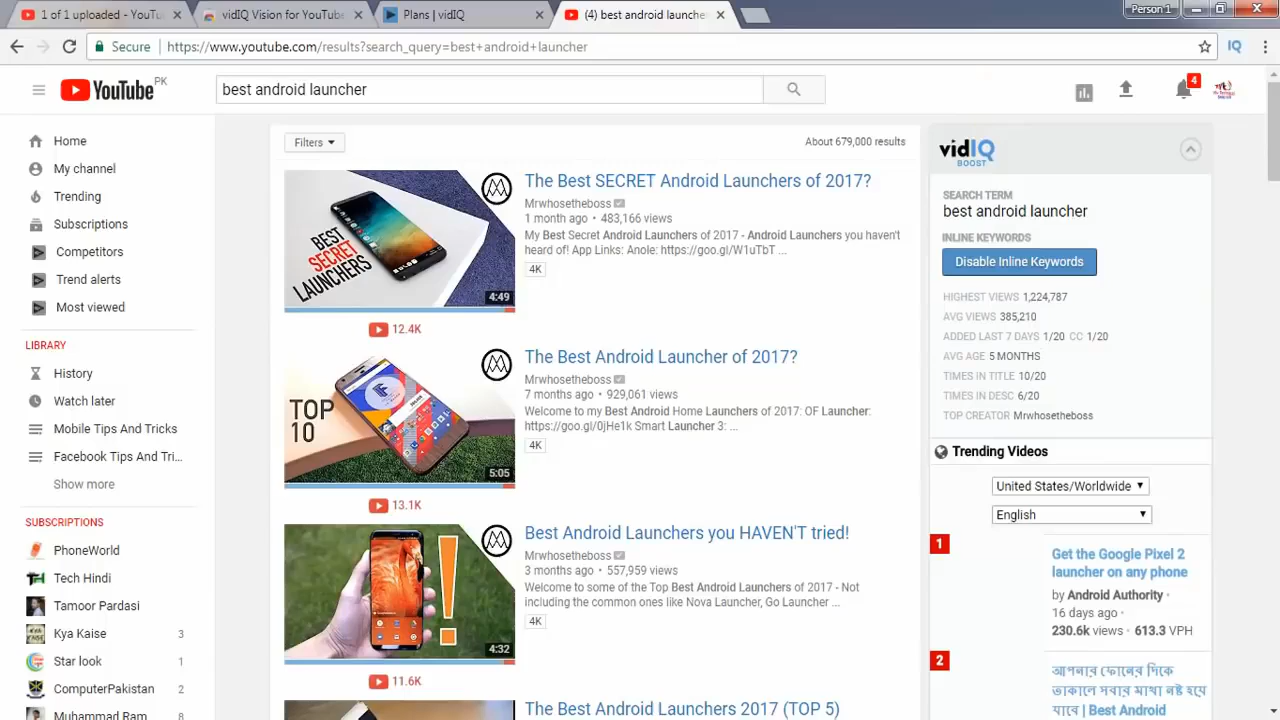 1 of 1 uploaded - YouTu
vidIQ Vision for YouTube
Plans | vidIQ
(4) best android launche
Person 1
Secure
https://www.youtube.com/results?search_query=best+android+launcher
IQ
YouTube PK
best android launcher
4
Home
My channel
Trending
Subscriptions
Competitors
Trend alerts
Most viewed
LIBRARY
History
Watch later
Mobile Tips And Tricks
Facebook Tips And Tri...
Show more
SUBSCRIPTIONS
PhoneWorld
Tech Hindi
Tamoor Pardasi
Kya Kaise 3
Star look 1
ComputerPakistan 2
Muhammad Ram 8
Filters
About 679,000 results
BEST
SECRET
LAUNCHERS
4:49
The Best SECRET Android Launchers of 2017?
Mrwhosetheboss
1 month ago • 483,166 views
My Best Secret Android Launchers of 2017 - Android Launchers you haven't
heard of! App Links: Anole: https://goo.gl/W1uTbT ...
4K
12.4K
TOP
10
5:05
The Best Android Launcher of 2017?
Mrwhosetheboss
7 months ago • 929,061 views
Welcome to my Best Android Home Launchers of 2017: OF Launcher:
https://goo.gl/0jHe1k Smart Launcher 3: ...
4K
13.1K
4:32
Best Android Launchers you HAVEN'T tried!
Mrwhosetheboss
3 months ago • 557,959 views
Welcome to some of the Top Best Android Launchers of 2017 - Not
including the common ones like Nova Launcher, Go Launcher ...
4K
11.6K
The Best Android Launchers 2017 (TOP 5)
vidIQ
BOOST
SEARCH TERM
best android launcher
INLINE KEYWORDS
Disable Inline Keywords
HIGHEST VIEWS 1,224,787
AVG VIEWS 385,210
ADDED LAST 7 DAYS 1/20 CC 1/20
AVG AGE 5 MONTHS
TIMES IN TITLE 10/20
TIMES IN DESC 6/20
TOP CREATOR Mrwhosetheboss
Trending Videos
United States/Worldwide
English
1
Get the Google Pixel 2
launcher on any phone
by Android Authority •
16 days ago •
230.6k views • 613.3 VPH
2
আপনার ফোনের দিকে
তাকালে সবার মাথা নষ্ট হয়ে
যাবে | Best Android